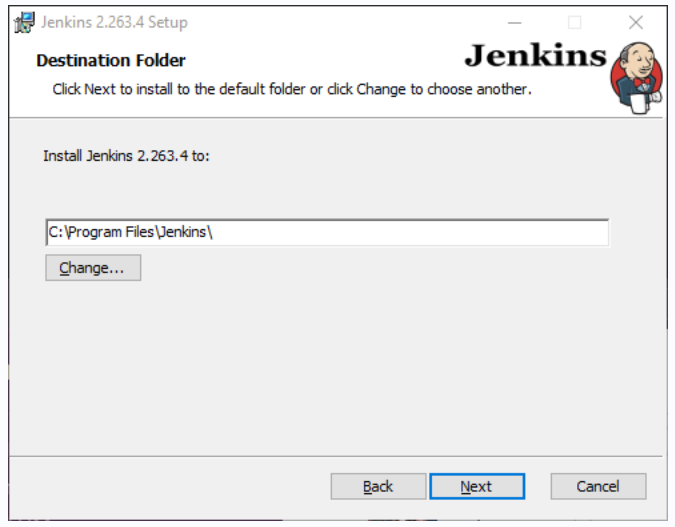 Jenkins 2.263.4 Setup
Destination Folder
Jenkins
Click Next to install to the default folder or click Change to choose another.
Install Jenkins 2.263.4 to:
C:\Program Files\Jenkins\
Change...
Back
Next
Cancel